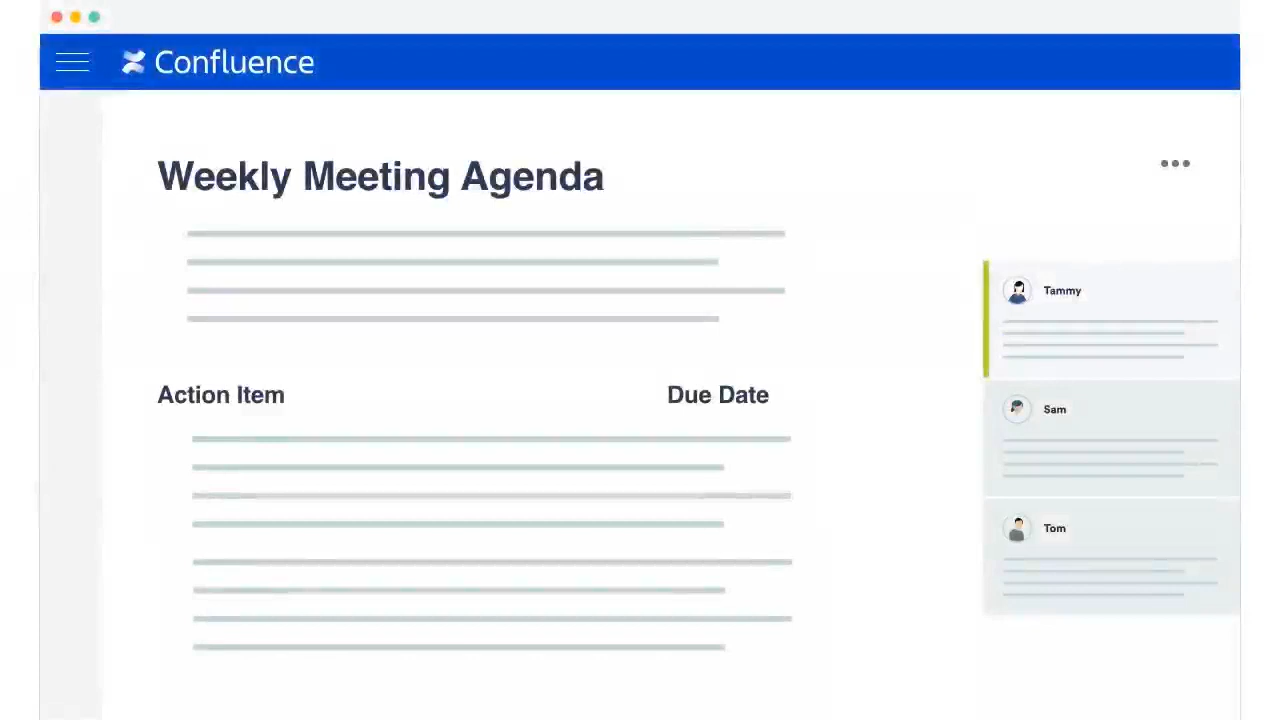 Confluence
Weekly Meeting Agenda
Action Item Due Date
Tammy
Sam
Tom